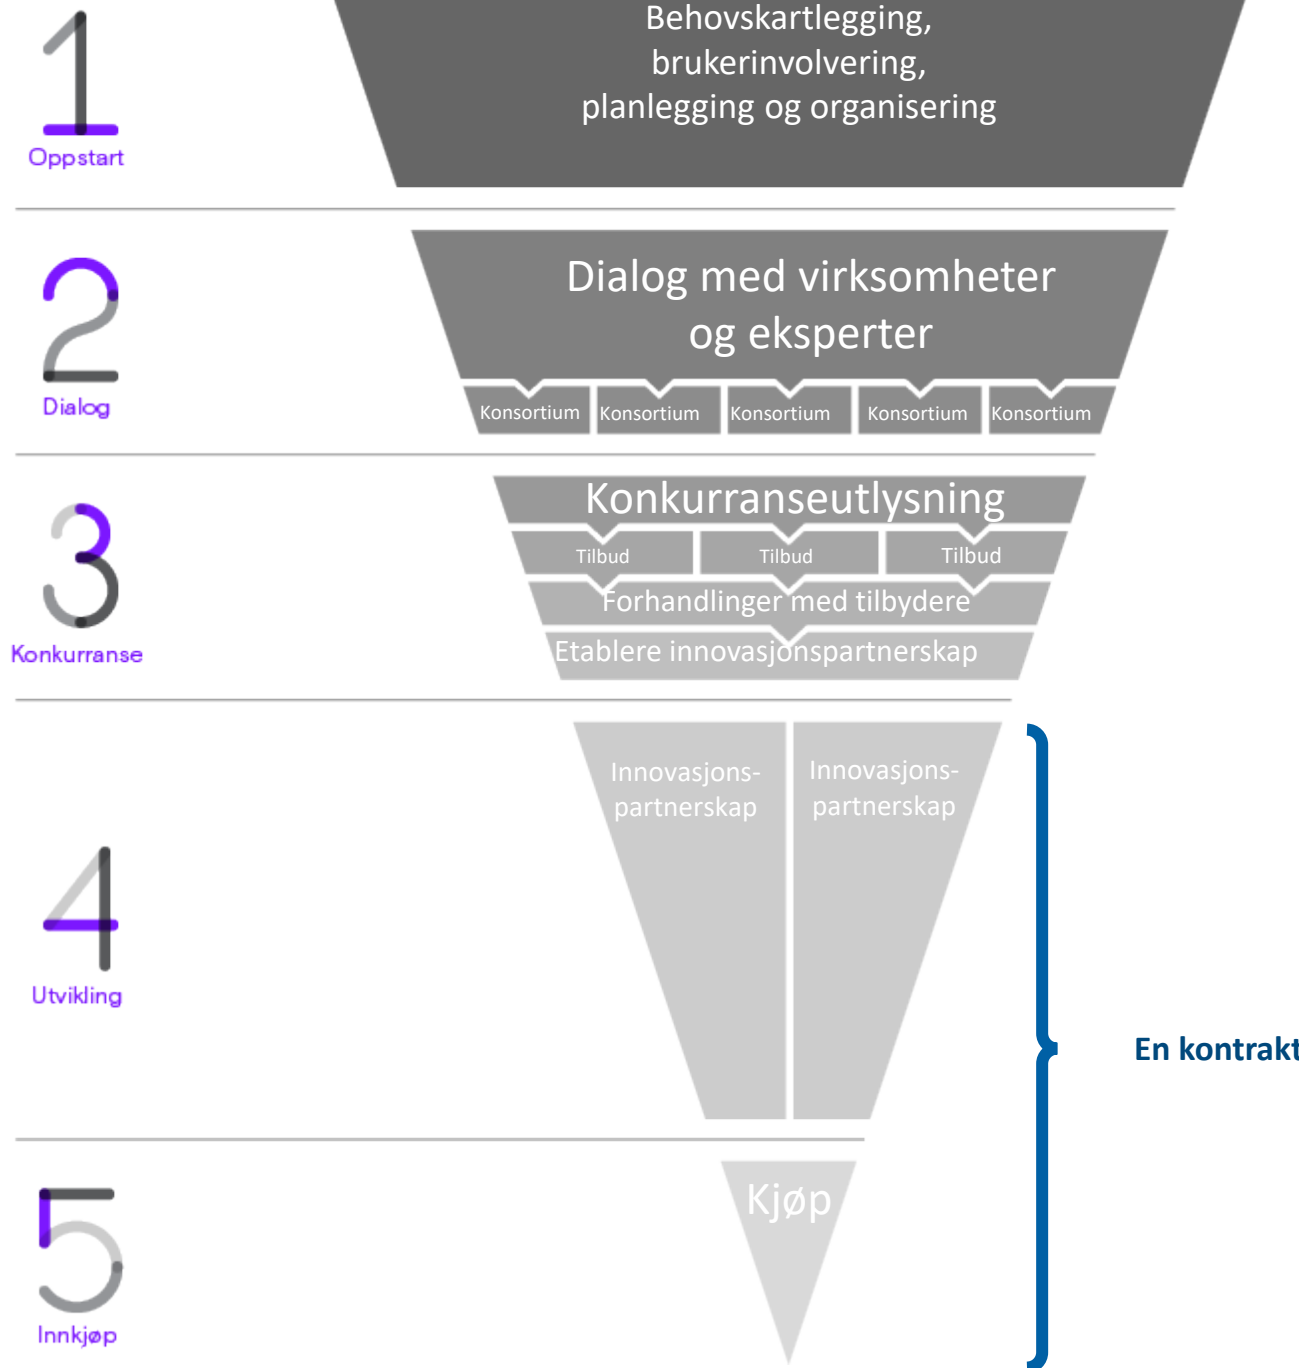 1
Behovskartlegging,
brukerinvolvering,
planlegging og organisering
Oppstart
2
Dialog med virksomheter
og eksperter
Dialog
Konsortium Konsortium Konsortium Konsortium Konsortium
3
Konkurranseutlysning
Tilbud Tilbud Tilbud
Forhandlinger med tilbydere
Konkurranse
Etablere innovasjonspartnerskap
Innovasjons-
partnerskap
Innovasjons-
partnerskap
4
Utvikling
En kontrakt
5
Kjøp
Innkjøp